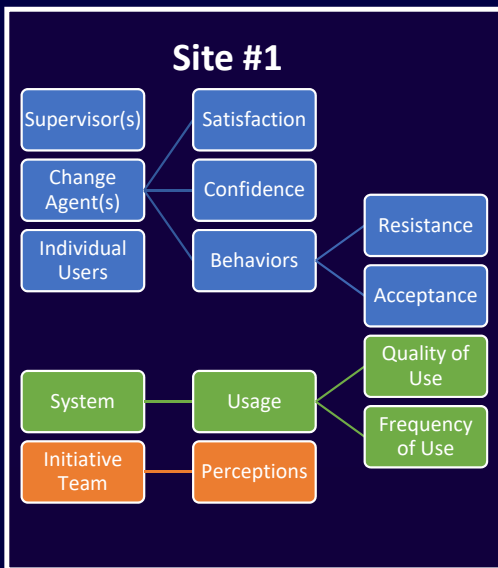 Site #1
Supervisor(s)
Satisfaction
Change
Agent(s)
Confidence
Individual
Users
Behaviors
Resistance
Acceptance
System
Usage
Quality of
Use
Frequency
of Use
Initiative
Team
Perceptions